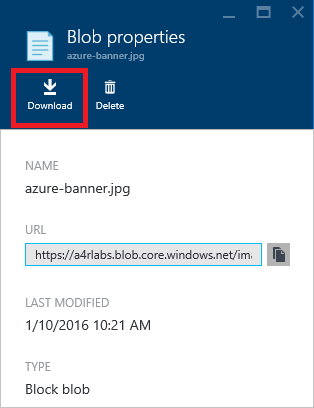 Blob properties
azure-banner.jpg
Download Delete
NAME
azure-banner.jpg
URL
https://a4rlabs.blob.core.windows.net/ima
LAST MODIFIED
1/10/2016 10:21 AM
TYPE
Block blob